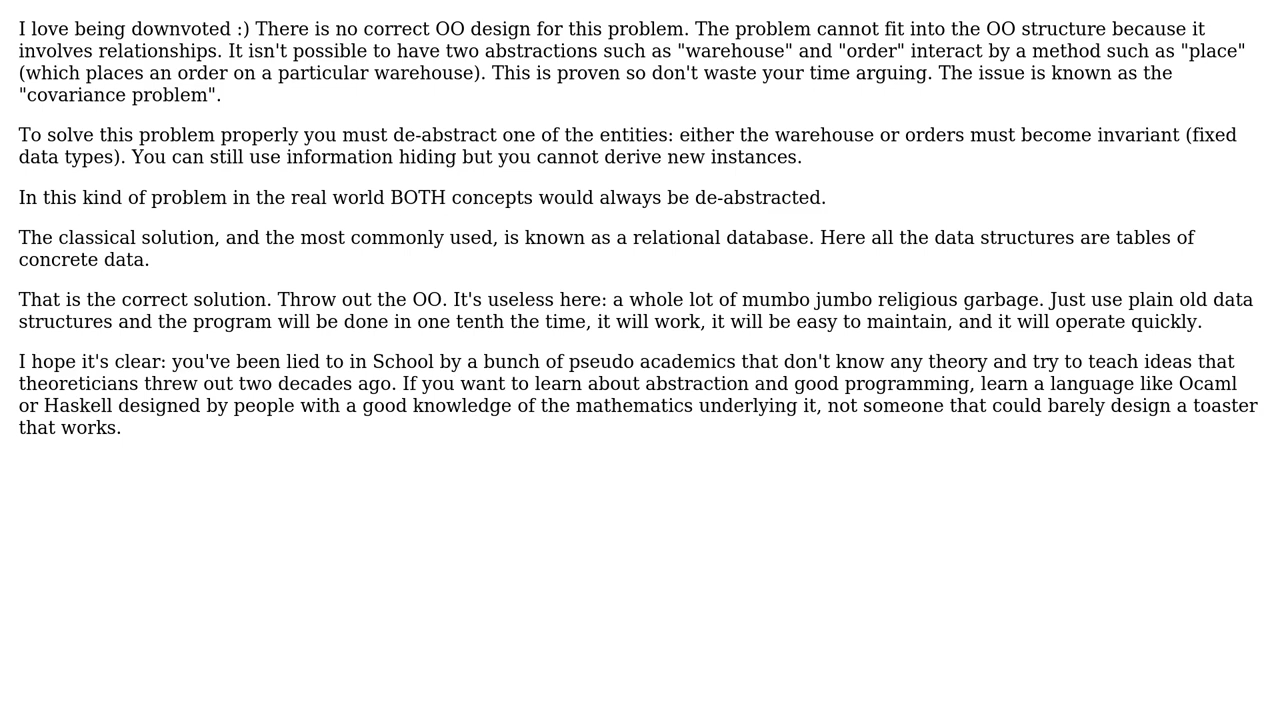 I love being downvoted :) There is no correct OO design for this problem. The problem cannot fit into the OO structure because it
involves relationships. It isn't possible to have two abstractions such as "warehouse" and "order" interact by a method such as "place"
(which places an order on a particular warehouse). This is proven so don't waste your time arguing. The issue is known as the
"covariance problem".
To solve this problem properly you must de-abstract one of the entities: either the warehouse or orders must become invariant (fixed
data types). You can still use information hiding but you cannot derive new instances.
In this kind of problem in the real world BOTH concepts would always be de-abstracted.
The classical solution, and the most commonly used, is known as a relational database. Here all the data structures are tables of
concrete data.
That is the correct solution. Throw out the OO. It's useless here: a whole lot of mumbo jumbo religious garbage. Just use plain old data
structures and the program will be done in one tenth the time, it will work, it will be easy to maintain, and it will operate quickly.
I hope it's clear: you've been lied to in School by a bunch of pseudo academics that don't know any theory and try to teach ideas that
theoreticians threw out two decades ago. If you want to learn about abstraction and good programming, learn a language like Ocaml
or Haskell designed by people with a good knowledge of the mathematics underlying it, not someone that could barely design a toaster
that works.